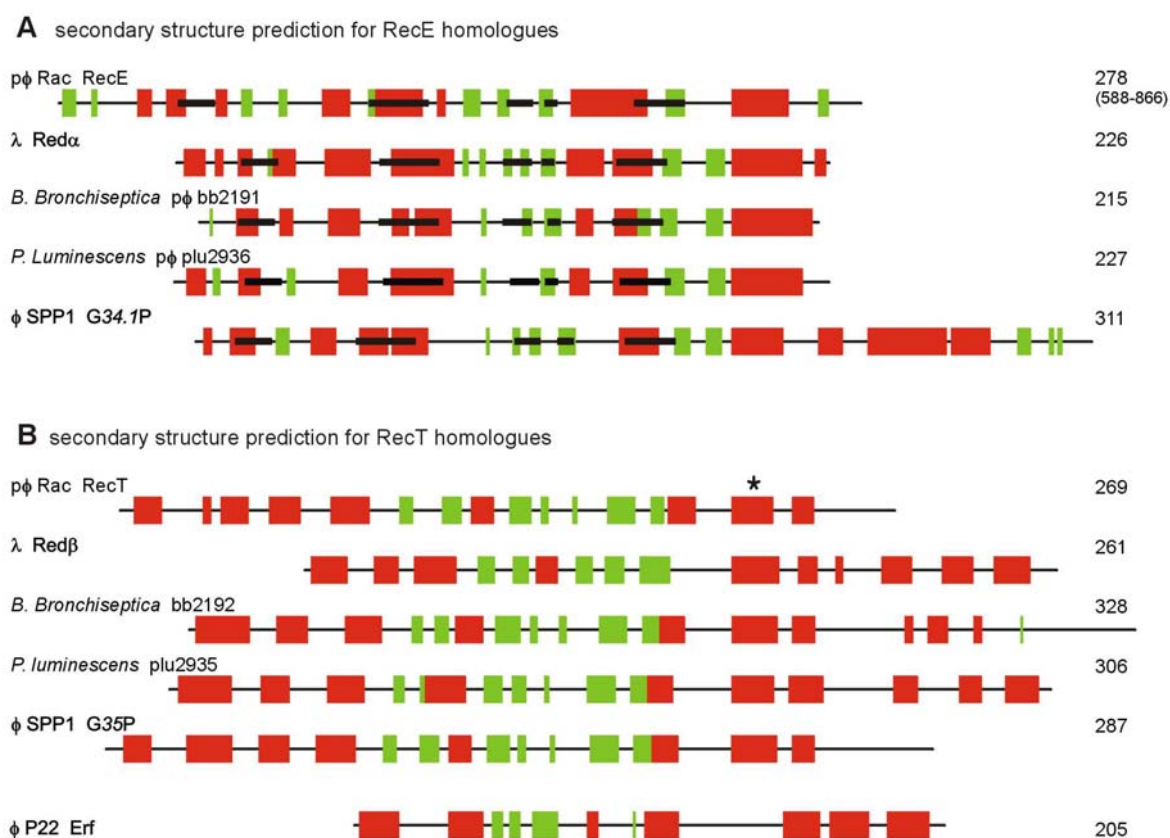 A secondary structure prediction for RecE homologues
pϕ Rac RecE 278
(588-866)
λ Redα 226
B. Bronchiseptica pϕ bb2191 215
P. Luminescens pϕ plu2936 227
ϕ SPP1 G34.1P 311
B secondary structure prediction for RecT homologues
pϕ Rac RecT * 269
λ Redβ 261
B. Bronchiseptica bb2192 328
P. luminescens plu2935 306
ϕ SPP1 G35P 287
ϕ P22 Erf 205